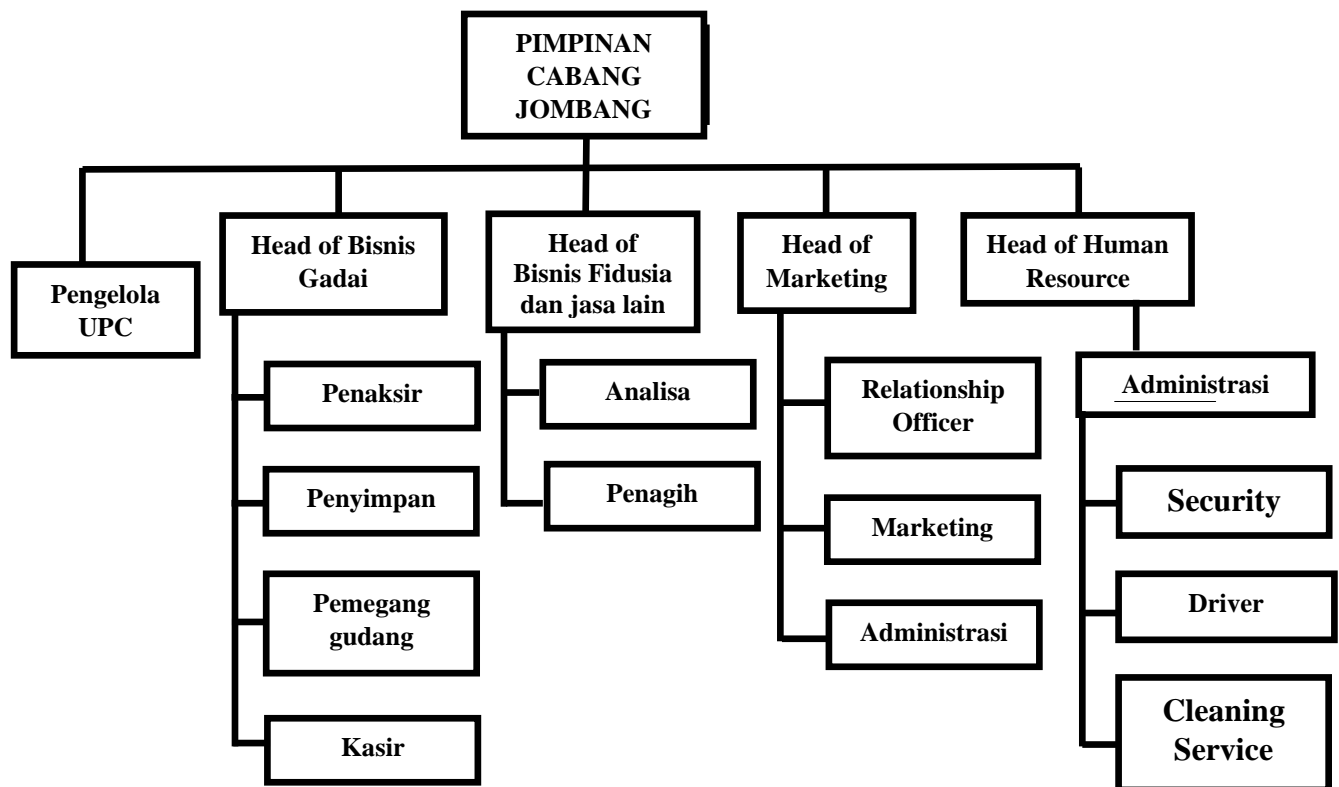 PIMPINAN
CABANG
JOMBANG
Pengelola
UPC
Head of Bisnis
Gadai
Head of
Bisnis Fidusia
dan jasa lain
Head of
Marketing
Head of Human
Resource
Penaksir
Penyimpan
Pemegang
gudang
Kasir
Analisa
Penagih
Relationship
Officer
Marketing
Administrasi
Administrasi
Security
Driver
Cleaning
Service